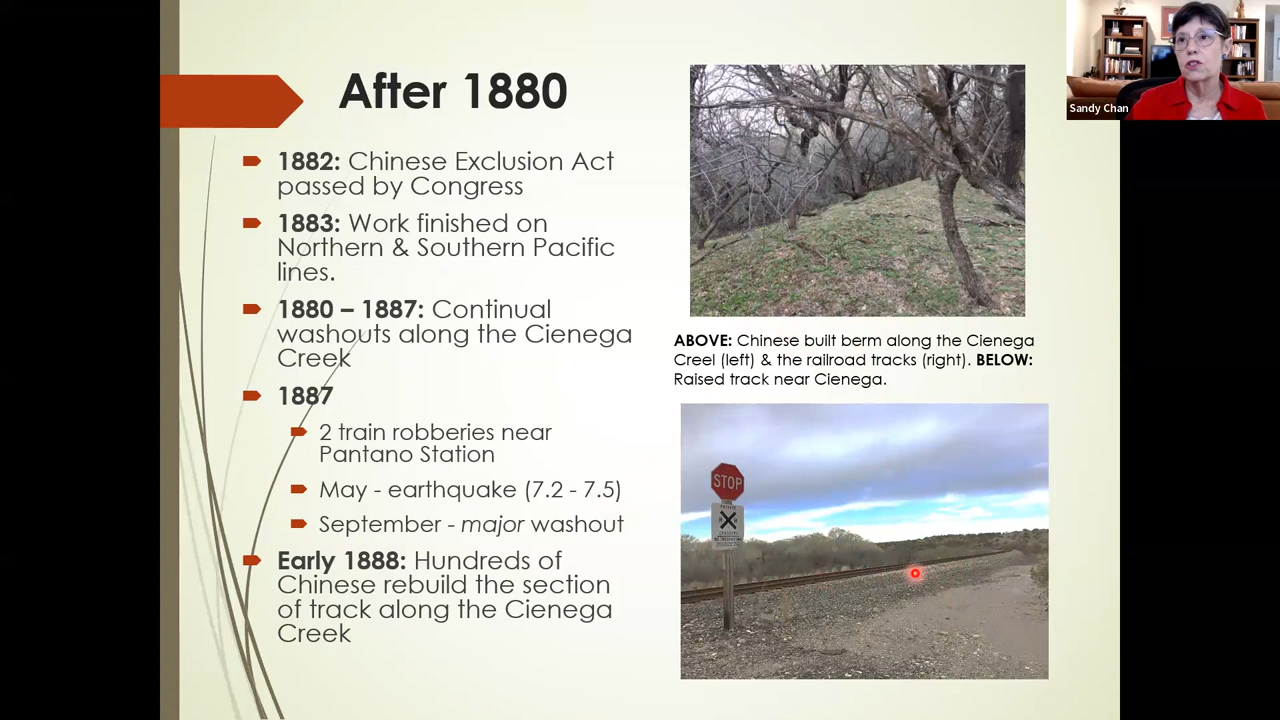 After 1880
1882: Chinese Exclusion Act
passed by Congress
1883: Work finished on
Northern & Southern Pacific
lines.
1880 – 1887: Continual
washouts along the Cienega
Creek
1887
2 train robberies near
Pantano Station
May - earthquake (7.2 - 7.5)
September - major washout
Early 1888: Hundreds of
Chinese rebuild the section
of track along the Cienega
Creek
ABOVE: Chinese built berm along the Cienega
Creel (left) & the railroad tracks (right). BELOW:
Raised track near Cienega.
STOP
PRIVATE
CROSSING
Sandy Chan